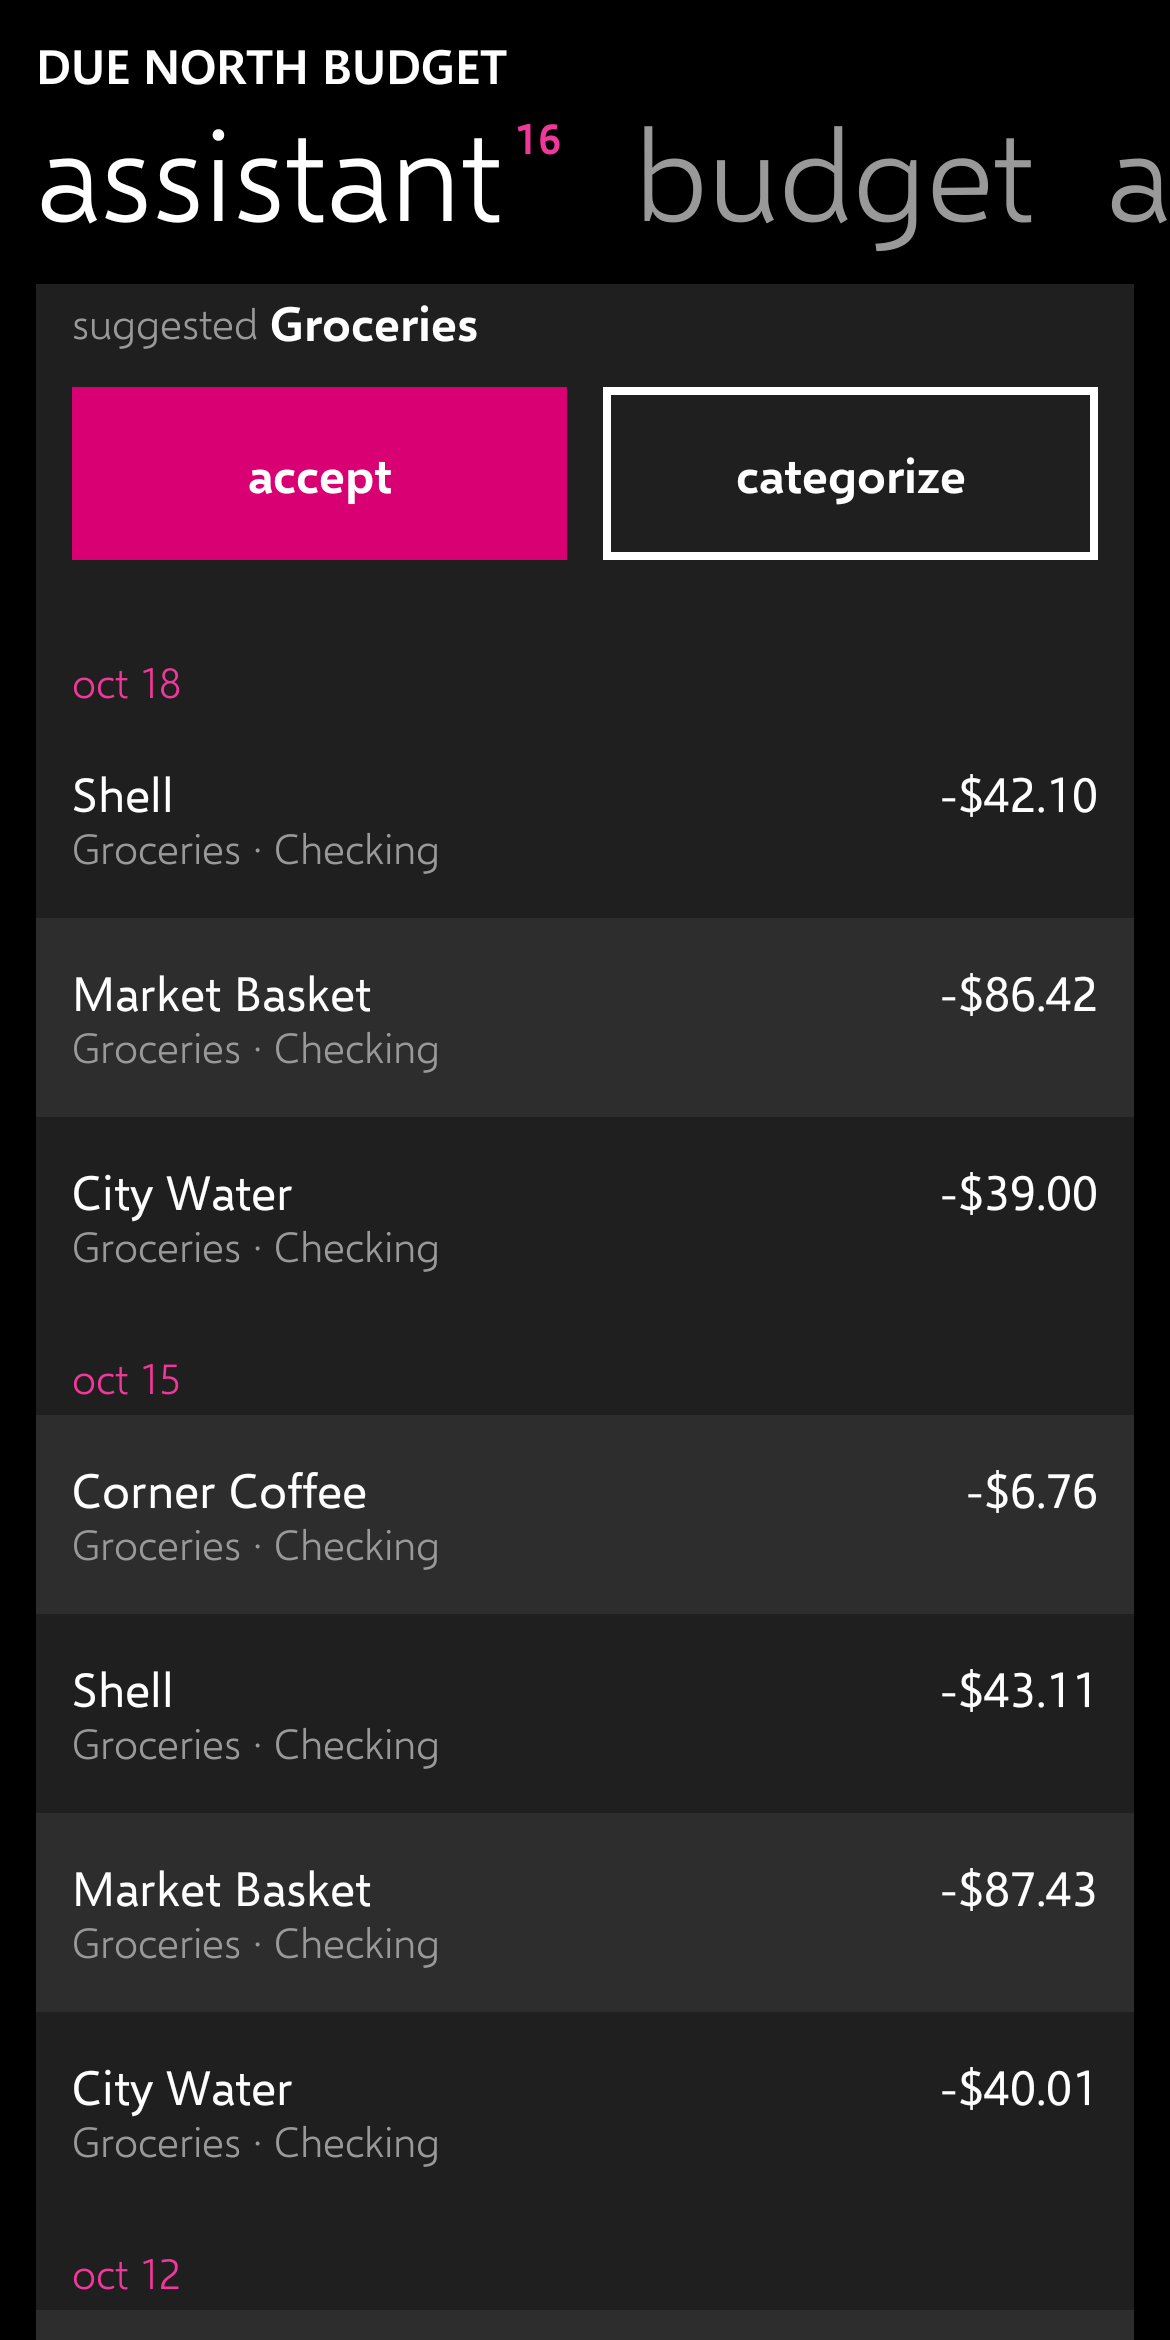 DUE NORTH BUDGET
assistant 16 budget a
suggested Groceries
accept categorize
oct 18
Shell -$42.10
Groceries · Checking
Market Basket -$86.42
Groceries · Checking
City Water -$39.00
Groceries · Checking
oct 15
Corner Coffee -$6.76
Groceries · Checking
Shell -$43.11
Groceries · Checking
Market Basket -$87.43
Groceries · Checking
City Water -$40.01
Groceries · Checking
oct 12